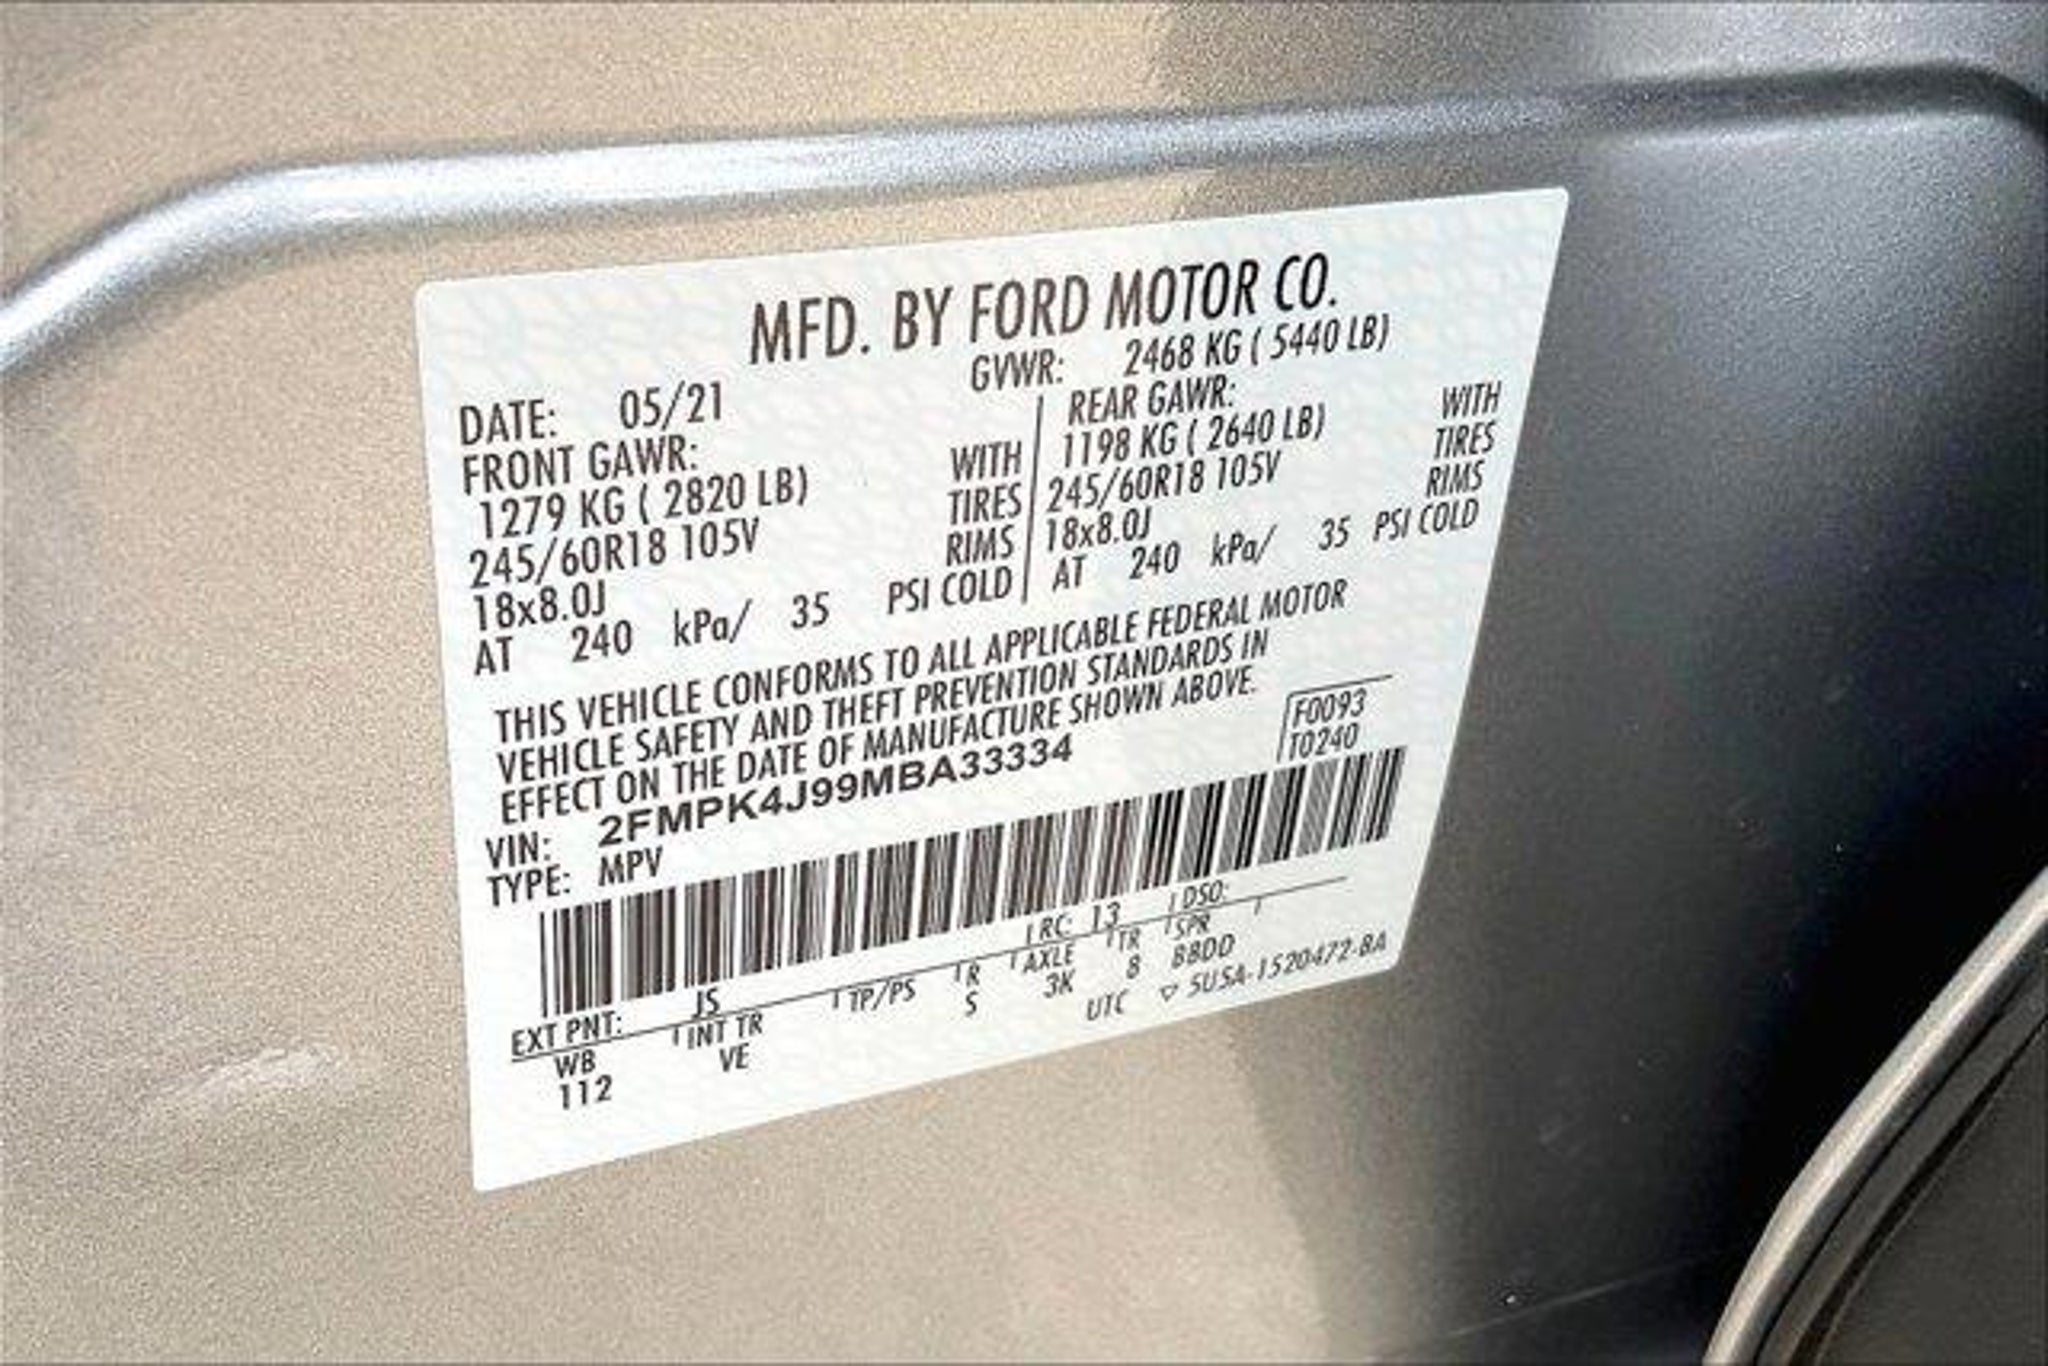 MFD. BY FORD MOTOR CO.
DATE: 05/21 GVWR: 2468 KG ( 5440 LB)
FRONT GAWR: REAR GAWR:
1279 KG ( 2820 LB) WITH 1198 KG ( 2640 LB) WITH
245/60R18 105V TIRES 245/60R18 105V TIRES
18x8.0J RIMS 18x8.0J RIMS
AT 240 kPa/ 35 PSI COLD AT 240 kPa/ 35 PSI COLD
THIS VEHICLE CONFORMS TO ALL APPLICABLE FEDERAL MOTOR
VEHICLE SAFETY AND THEFT PREVENTION STANDARDS IN
EFFECT ON THE DATE OF MANUFACTURE SHOWN ABOVE.
VIN: 2FMPK4J99MBA33334 F0093
TYPE: MPV T0240
EXT PNT: JS RC: 13 DSO:
WB INT TR TP/PS R AXLE TR SPR
112 VE S 3K 8 BBDD
UTC ▽ 5U5A-1520472-BA